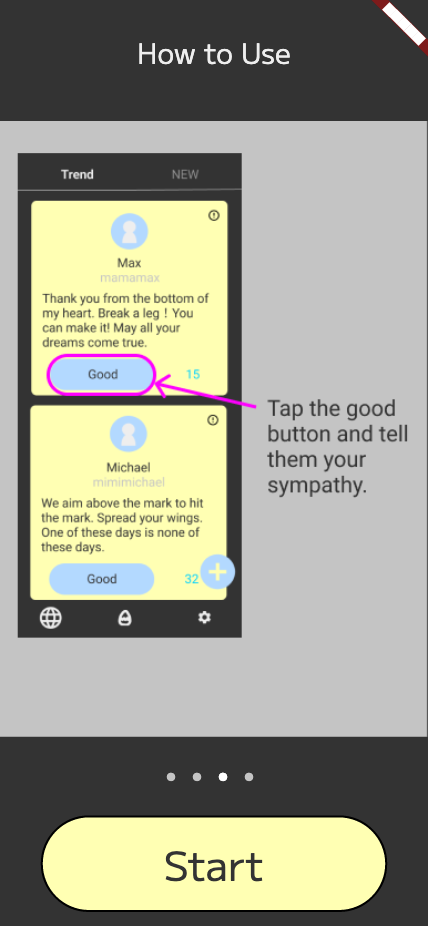 How to Use
Trend NEW
Max
mamamax
Thank you from the bottom of
my heart. Break a leg ! You
can make it! May all your
dreams come true.
Good 15
Tap the good
button and tell
them your
sympathy.
Michael
mimimichael
We aim above the mark to hit
the mark. Spread your wings.
One of these days is none of
these days.
Good 32
Start